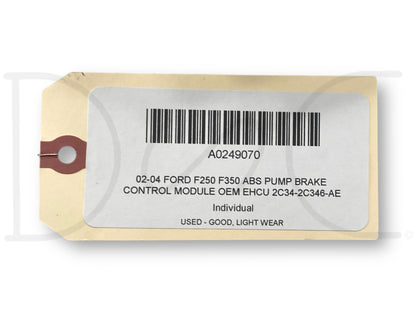 A0249070
02-04 FORD F250 F350 ABS PUMP BRAKE
CONTROL MODULE OEM EHCU 2C34-2C346-AE
Individual
USED - GOOD, LIGHT WEAR